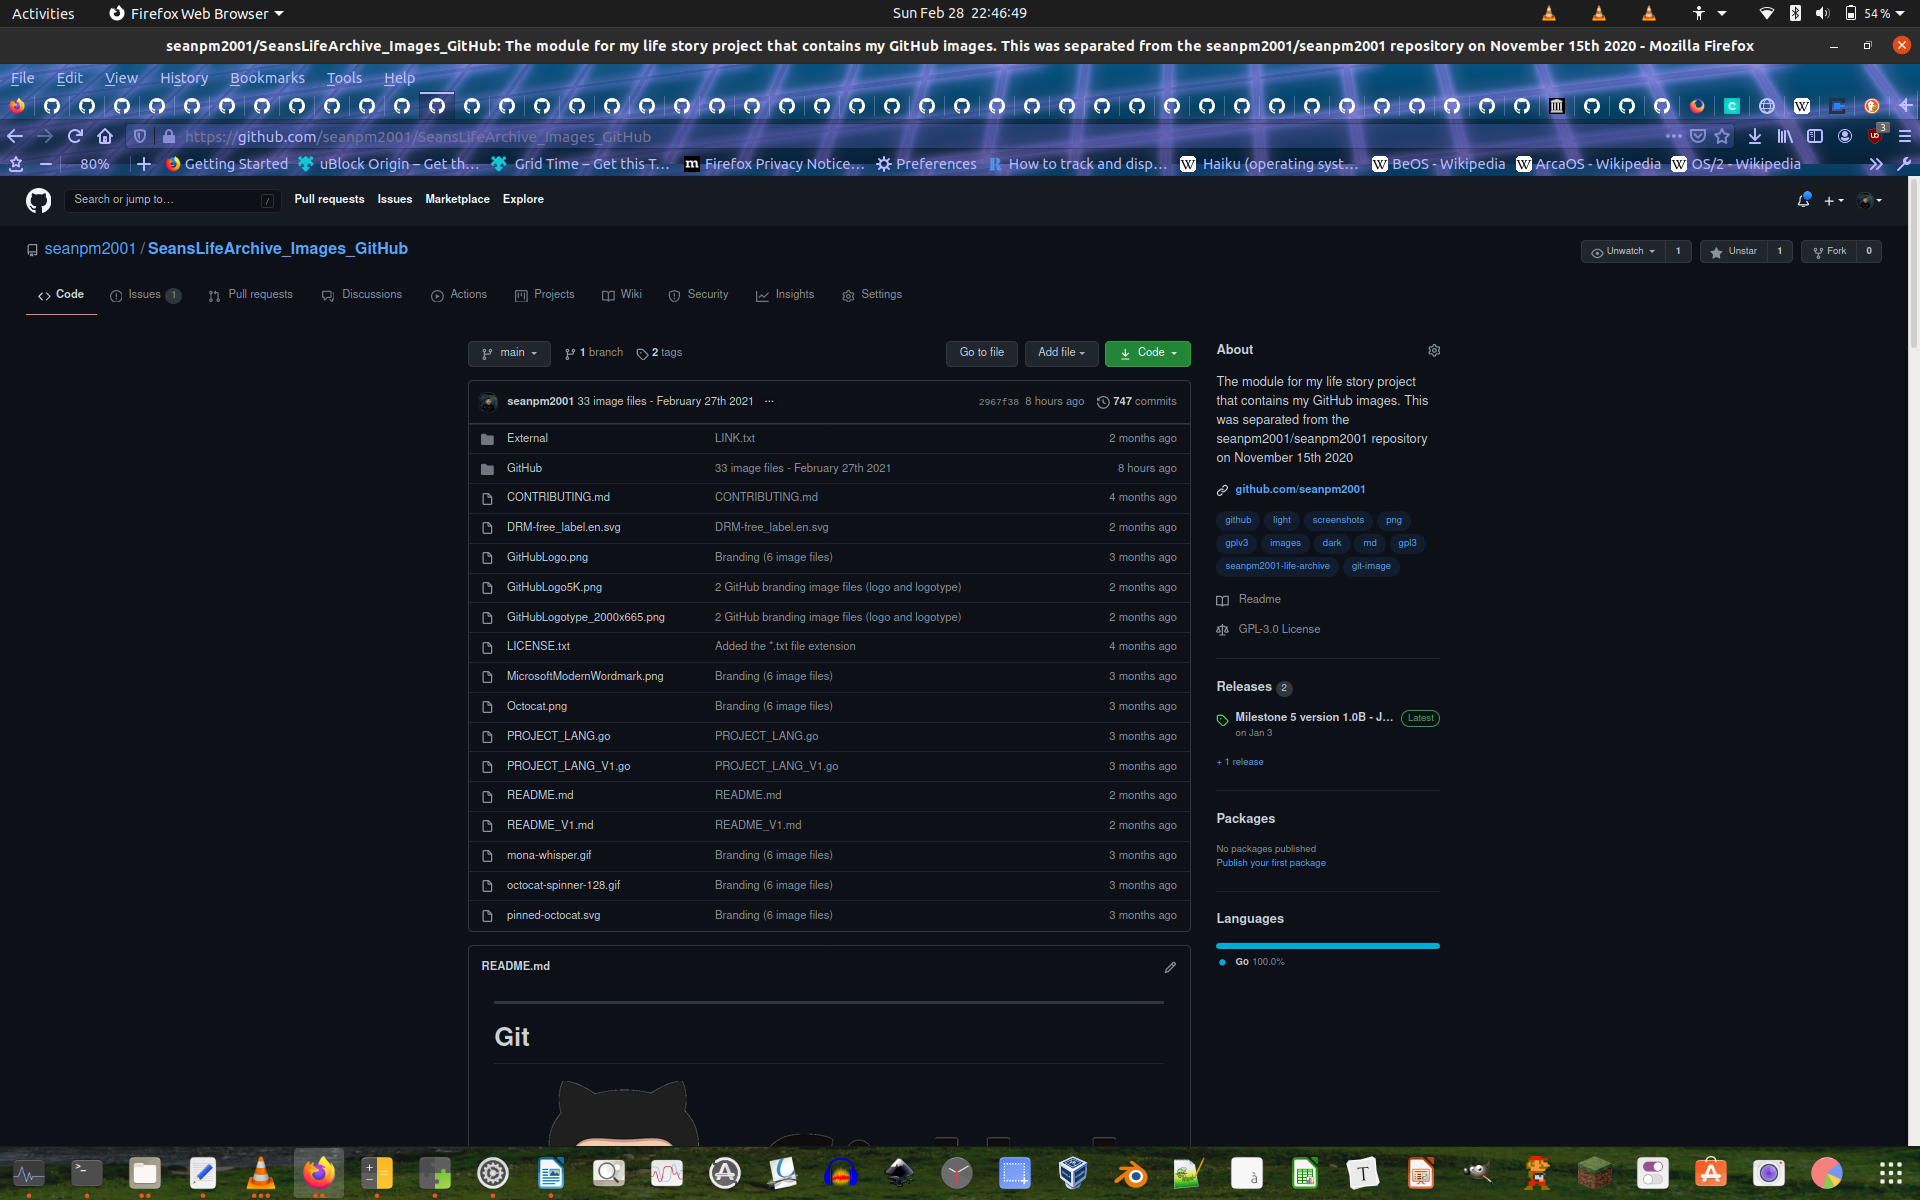 Activities Firefox Web Browser Sun Feb 28 22:46:49 54 %
seanpm2001/SeansLifeArchive_Images_GitHub: The module for my life story project that contains my GitHub images. This was separated from the seanpm2001/seanpm2001 repository on November 15th 2020 - Mozilla Firefox
File Edit View History Bookmarks Tools Help
https://github.com/seanpm2001/SeansLifeArchive_Images_GitHub 3
80% Getting Started uBlock Origin – Get th… Grid Time – Get this T… Firefox Privacy Notice… Preferences How to track and disp… Haiku (operating syst… BeOS - Wikipedia ArcaOS - Wikipedia OS/2 - Wikipedia
Search or jump to… / Pull requests Issues Marketplace Explore
seanpm2001 / SeansLifeArchive_Images_GitHub Unwatch 1 Unstar 1 Fork 0
Code Issues 1 Pull requests Discussions Actions Projects Wiki Security Insights Settings
main 1 branch 2 tags Go to file Add file Code
seanpm2001 33 image files - February 27th 2021 ... 2967f38 8 hours ago 747 commits
External LINK.txt 2 months ago
GitHub 33 image files - February 27th 2021 8 hours ago
CONTRIBUTING.md CONTRIBUTING.md 4 months ago
DRM-free_label.en.svg DRM-free_label.en.svg 2 months ago
GitHubLogo.png Branding (6 image files) 3 months ago
GitHubLogo5K.png 2 GitHub branding image files (logo and logotype) 2 months ago
GitHubLogotype_2000x665.png 2 GitHub branding image files (logo and logotype) 2 months ago
LICENSE.txt Added the *.txt file extension 4 months ago
MicrosoftModernWordmark.png Branding (6 image files) 3 months ago
Octocat.png Branding (6 image files) 3 months ago
PROJECT_LANG.go PROJECT_LANG.go 3 months ago
PROJECT_LANG_V1.go PROJECT_LANG_V1.go 3 months ago
README.md README.md 2 months ago
README_V1.md README_V1.md 2 months ago
mona-whisper.gif Branding (6 image files) 3 months ago
octocat-spinner-128.gif Branding (6 image files) 3 months ago
pinned-octocat.svg Branding (6 image files) 3 months ago
README.md
Git
About
The module for my life story project
that contains my GitHub images. This
was separated from the
seanpm2001/seanpm2001 repository
on November 15th 2020
github.com/seanpm2001
github light screenshots png
gplv3 images dark md gpl3
seanpm2001-life-archive git-image
Readme
GPL-3.0 License
Releases 2
Milestone 5 version 1.0B - J... Latest
on Jan 3
+ 1 release
Packages
No packages published
Publish your first package
Languages
Go 100.0%